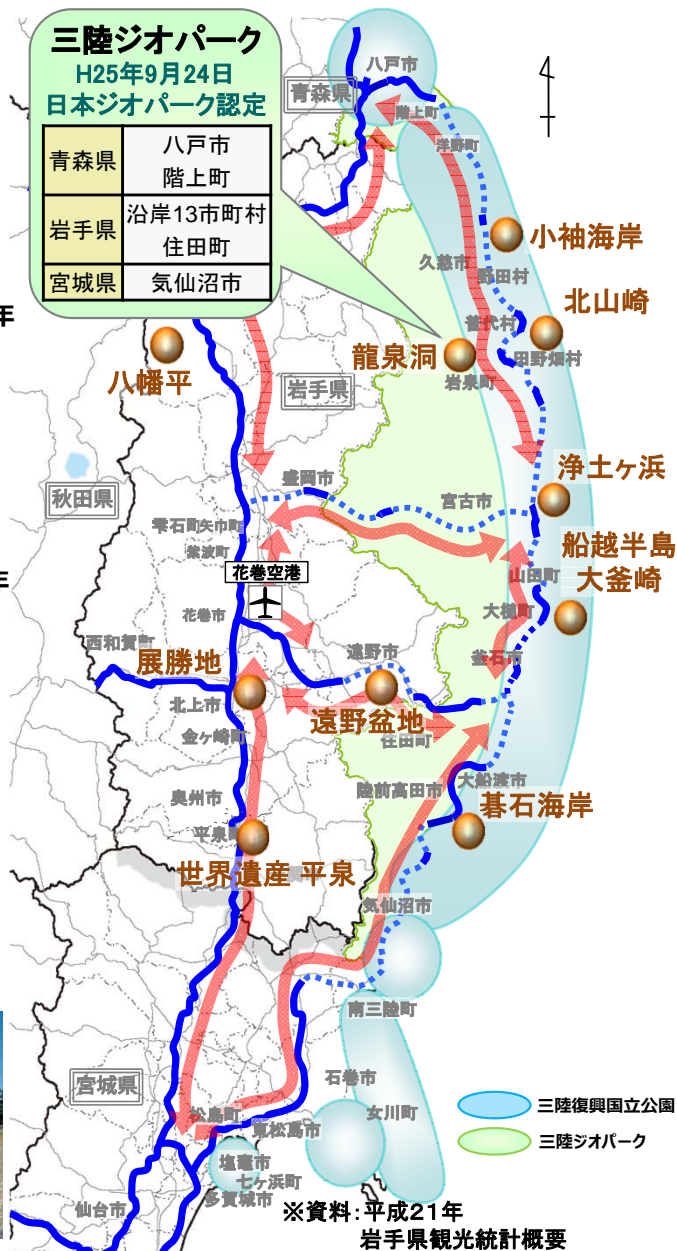 三陸ジオパーク
H25年9月24日
日本ジオパーク認定
青森県
八戸市
階上町
岩手県
沿岸13市町村
住田町
宮城県
気仙沼市
八戸市
青森県
階上町
洋野町
小袖海岸
久慈市
野田村
北山崎
普代村
年
田野畑村
龍泉洞
八幡平
岩泉町
岩手県
浄土ヶ浜
盛岡市
秋田県
宮古市
雫石町
矢巾町
船越半島
紫波町
大釜崎
花巻空港
山田町
花巻市
大槌町
西和賀町
遠野市
釜石市
展勝地
北上市
遠野盆地
金ヶ崎町
住田町
大船渡市
奥州市
陸前高田市
碁石海岸
平泉町
世界遺産 平泉
気仙沼市
南三陸町
宮城県
石巻市
女川町
三陸復興国立公園
松島町
東松島市
三陸ジオパーク
塩竈市
七ヶ浜町
多賀城市
仙台市
※資料:平成21年
岩手県観光統計概要